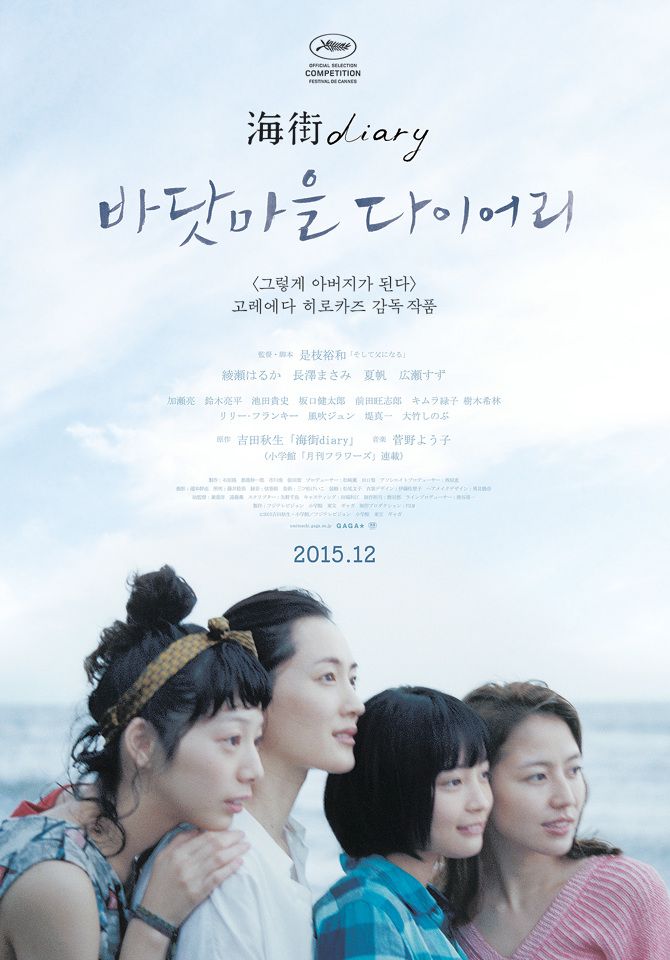 OFFICIAL SELECTION
COMPETITION
FESTIVAL DE CANNES
海街diary
바닷마을 다이어리
〈그렇게 아버지가 된다〉
고레에다 히로카즈 감독 작품
監督・脚本 是枝裕和「そして父になる」
綾瀬はるか 長澤まさみ 夏帆 広瀬すず
加瀬亮 鈴木亮平 池田貴史 坂口健太郎 前田旺志郎 キムラ緑子 樹木希林
リリー・フランキー 風吹ジュン 堤真一 大竹しのぶ
原作 吉田秋生「海街diary」 音楽 菅野よう子
(小学館「月刊フラワーズ」連載)
umimachi.gaga.ne.jp GAGA★
2015.12